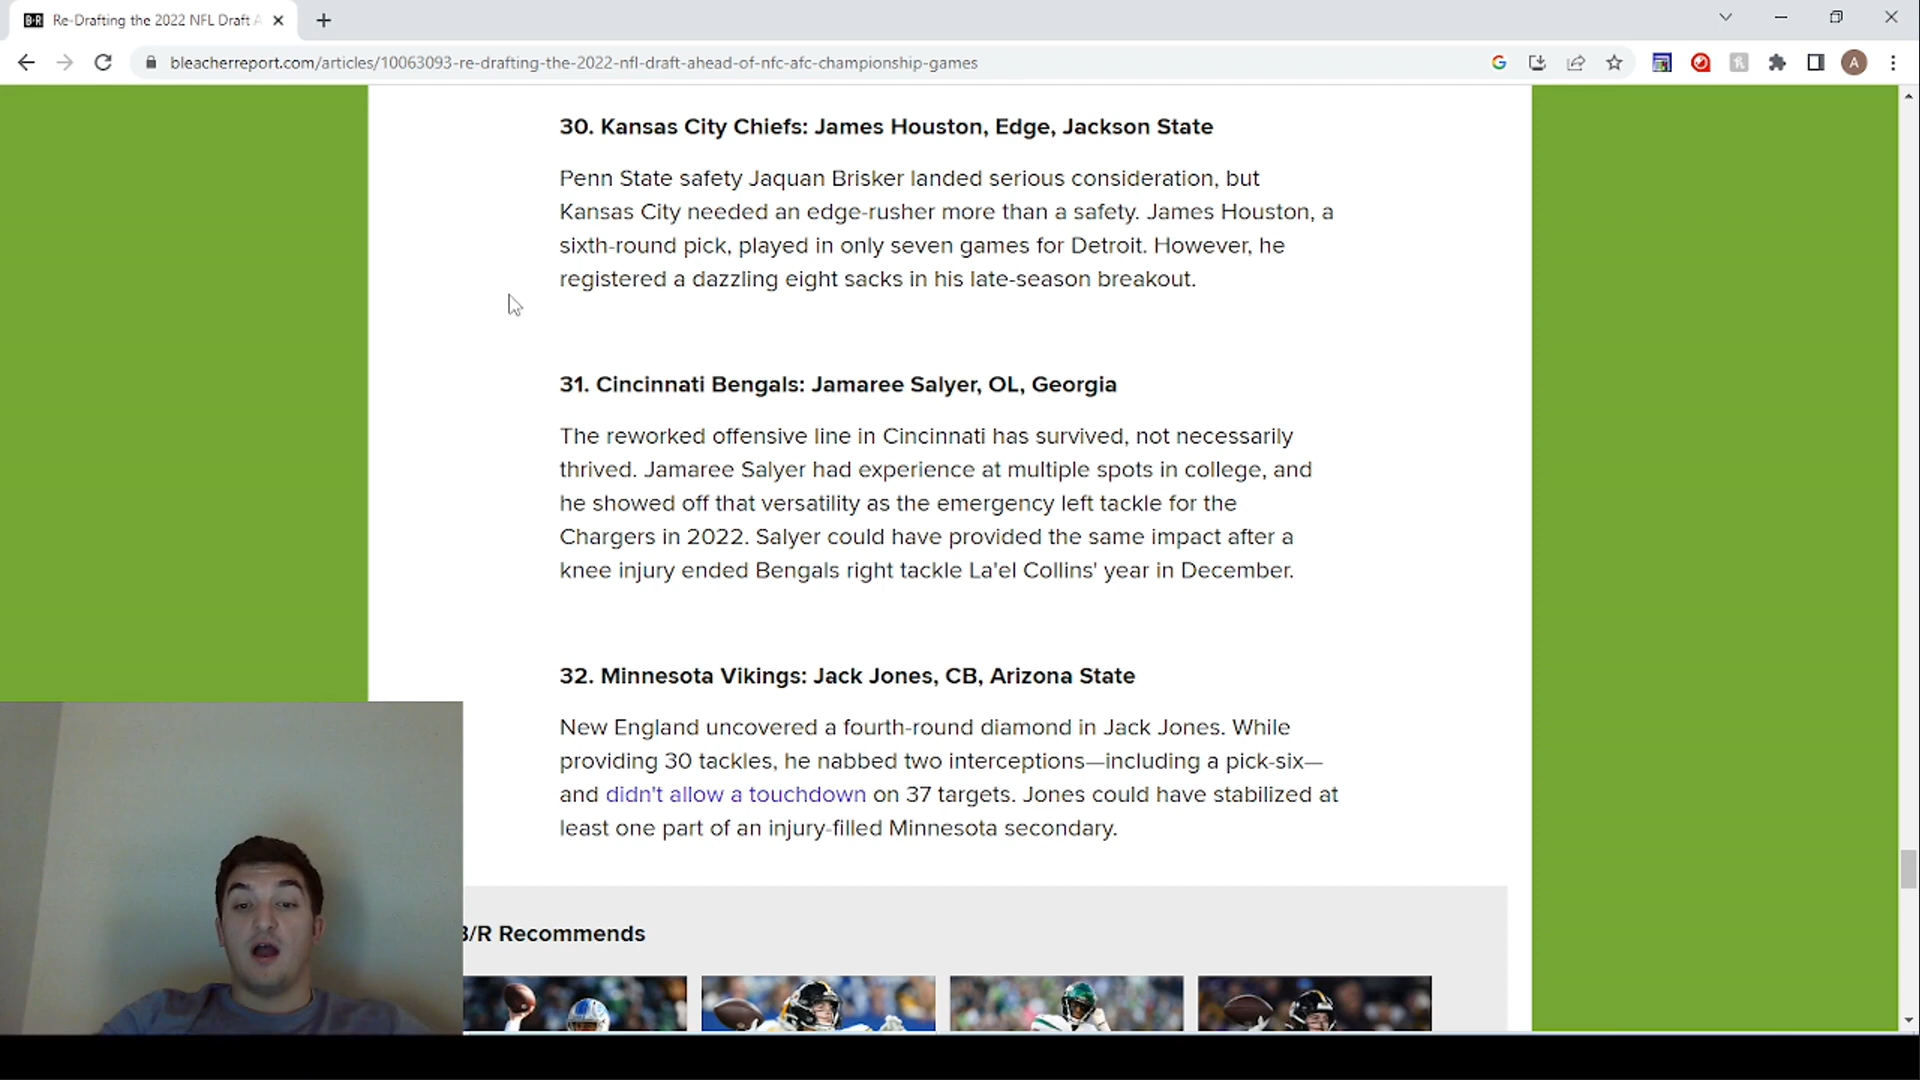 B·R Re-Drafting the 2022 NFL Draft A
bleacherreport.com/articles/10063093-re-drafting-the-2022-nfl-draft-ahead-of-nfc-afc-championship-games
A
30. Kansas City Chiefs: James Houston, Edge, Jackson State
Penn State safety Jaquan Brisker landed serious consideration, but
Kansas City needed an edge-rusher more than a safety. James Houston, a
sixth-round pick, played in only seven games for Detroit. However, he
registered a dazzling eight sacks in his late-season breakout.
31. Cincinnati Bengals: Jamaree Salyer, OL, Georgia
The reworked offensive line in Cincinnati has survived, not necessarily
thrived. Jamaree Salyer had experience at multiple spots in college, and
he showed off that versatility as the emergency left tackle for the
Chargers in 2022. Salyer could have provided the same impact after a
knee injury ended Bengals right tackle La'el Collins' year in December.
32. Minnesota Vikings: Jack Jones, CB, Arizona State
New England uncovered a fourth-round diamond in Jack Jones. While
providing 30 tackles, he nabbed two interceptions—including a pick-six—
and didn't allow a touchdown on 37 targets. Jones could have stabilized at
least one part of an injury-filled Minnesota secondary.
B/R Recommends